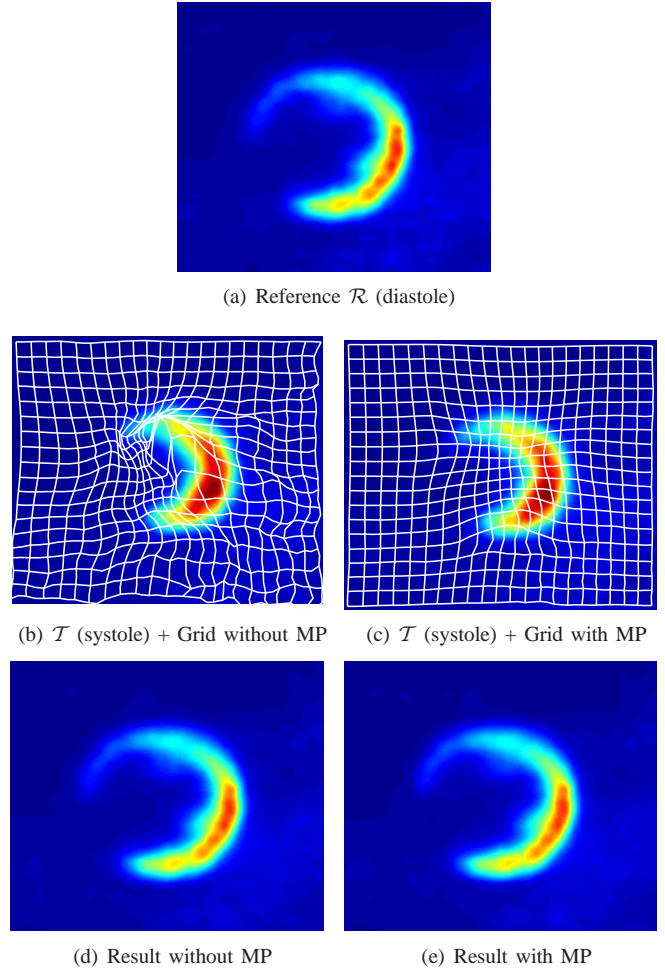 (a) Reference R (diastole)
(b) T (systole) + Grid without MP
(c) T (systole) + Grid with MP
(d) Result without MP
(e) Result with MP